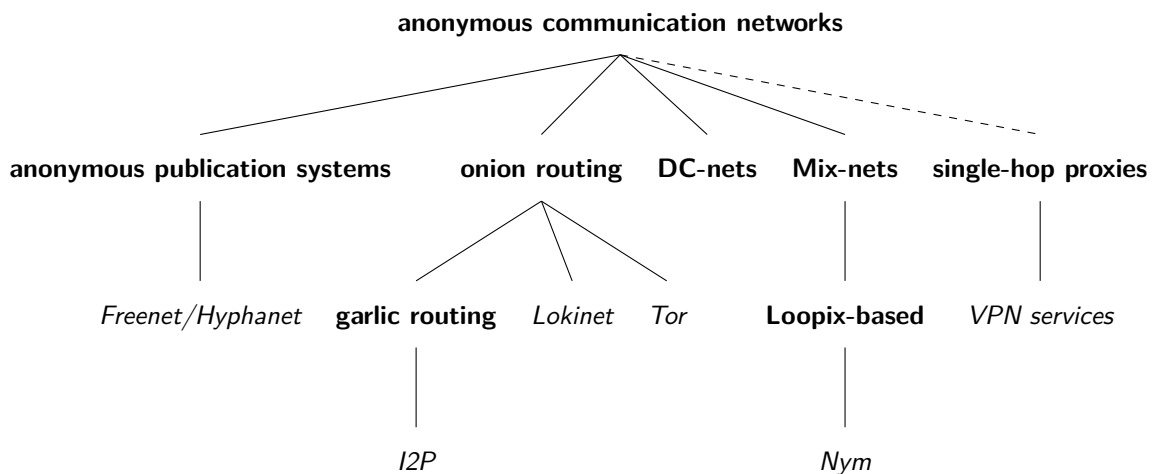 anonymous communication networks
anonymous publication systems
onion routing
DC-nets
Mix-nets
single-hop proxies
Freenet/Hyphanet
garlic routing
Lokinet
Tor
Loopix-based
VPN services
I2P
Nym